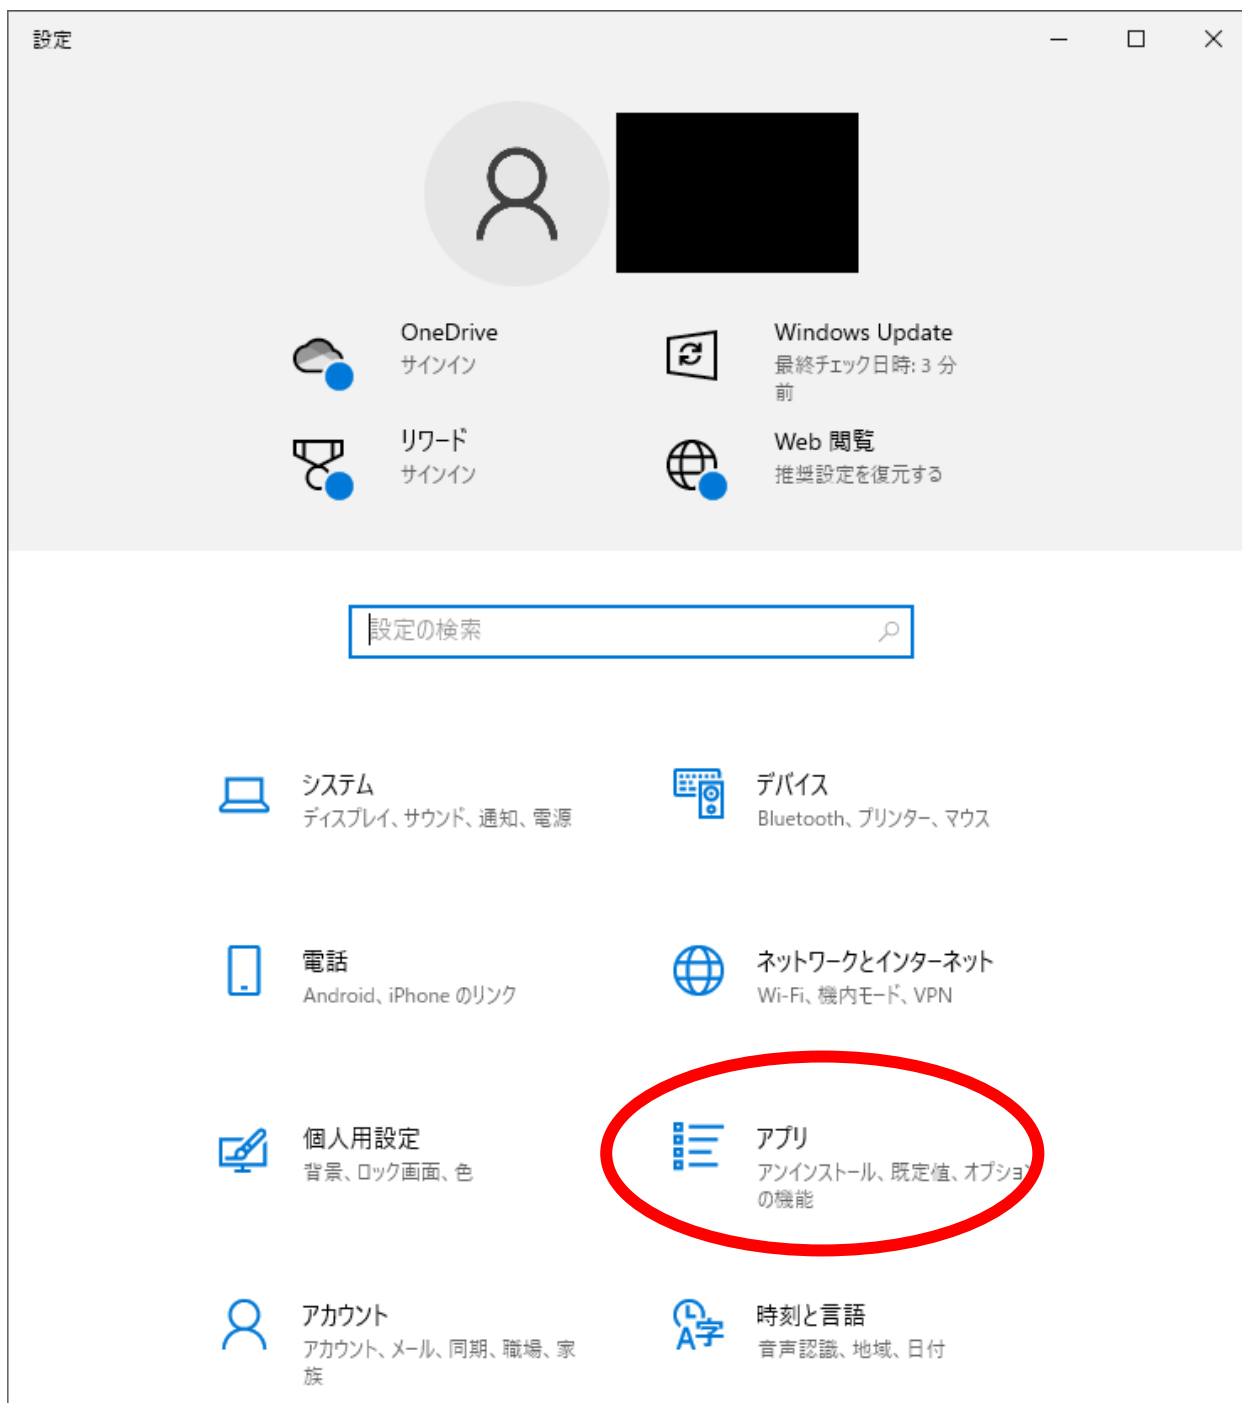 設定
OneDrive
サインイン
Windows Update
最終チェック日時: 3 分
前
リワード
サインイン
Web 閲覧
推奨設定を復元する
設定の検索
システム
ディスプレイ、サウンド、通知、電源
デバイス
Bluetooth、プリンター、マウス
電話
Android、iPhone のリンク
ネットワークとインターネット
Wi-Fi、機内モード、VPN
個人用設定
背景、ロック画面、色
アプリ
アンインストール、既定値、オプション
の機能
アカウント
アカウント、メール、同期、職場、家
族
時刻と言語
音声認識、地域、日付